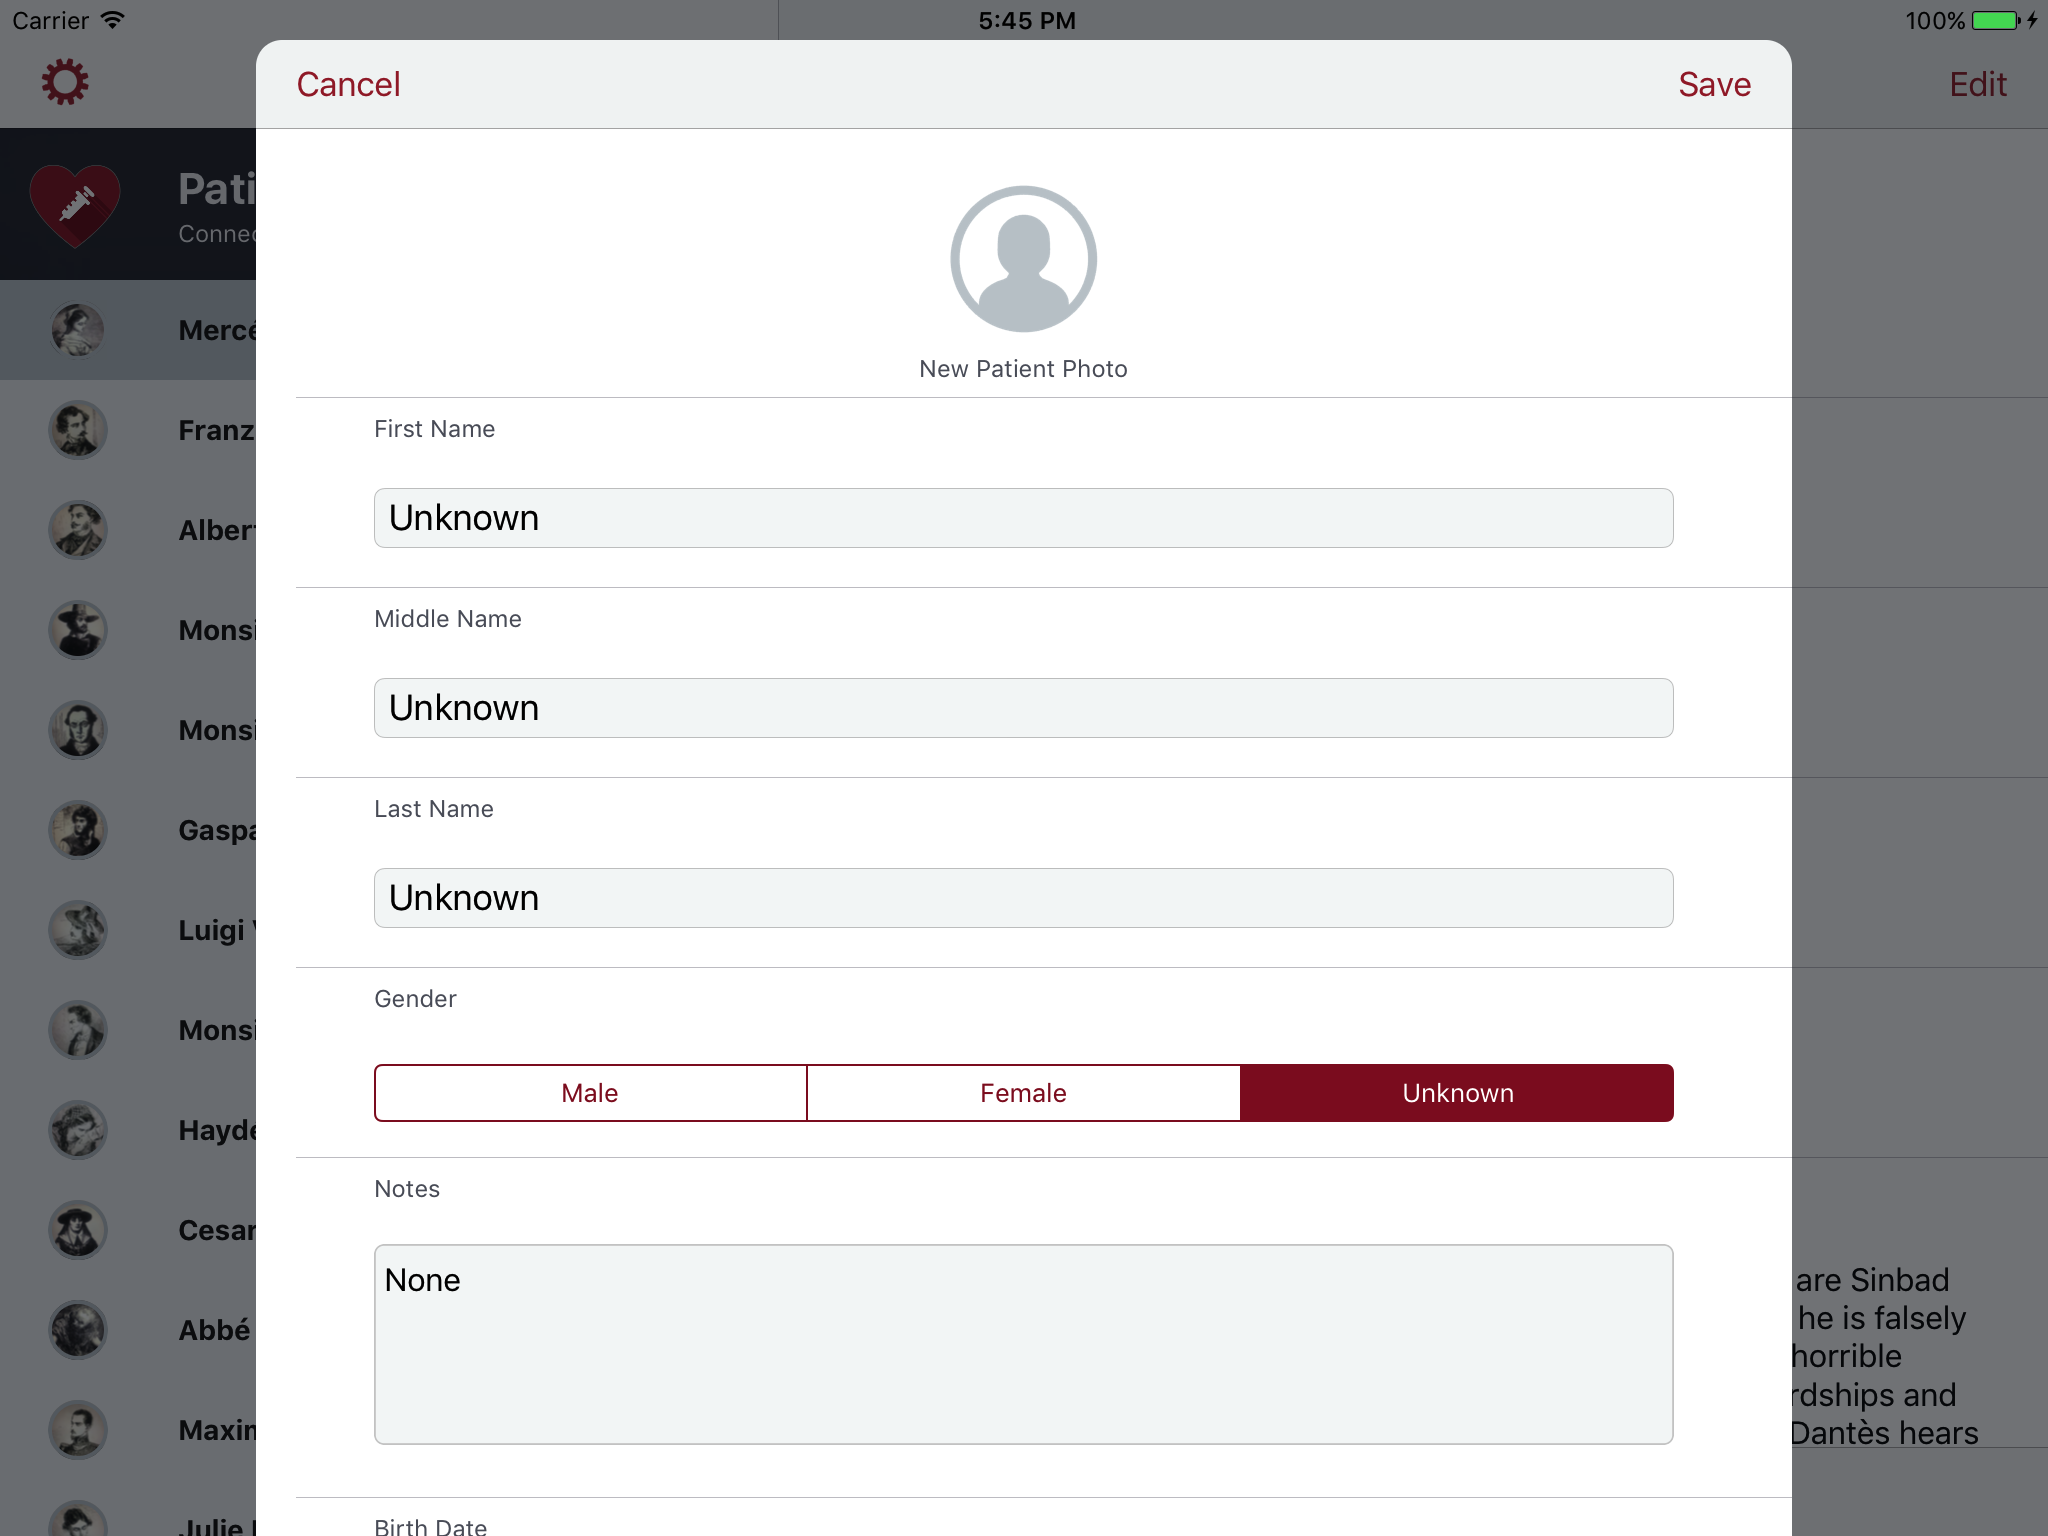 Carrier 5:45 PM 100%
Cancel Save Edit
Pati
Connec
Mercé
Franz
Alber
Monsi
Monsi
Gaspa
Luigi
Monsi
Hayde
Cesar
Abbé
Maxim
Julie
New Patient Photo
First Name
Unknown
Middle Name
Unknown
Last Name
Unknown
Gender
Male Female Unknown
Notes
None
Birth Date
are Sinbad
he is falsely
horrible
rdships and
Dantès hears